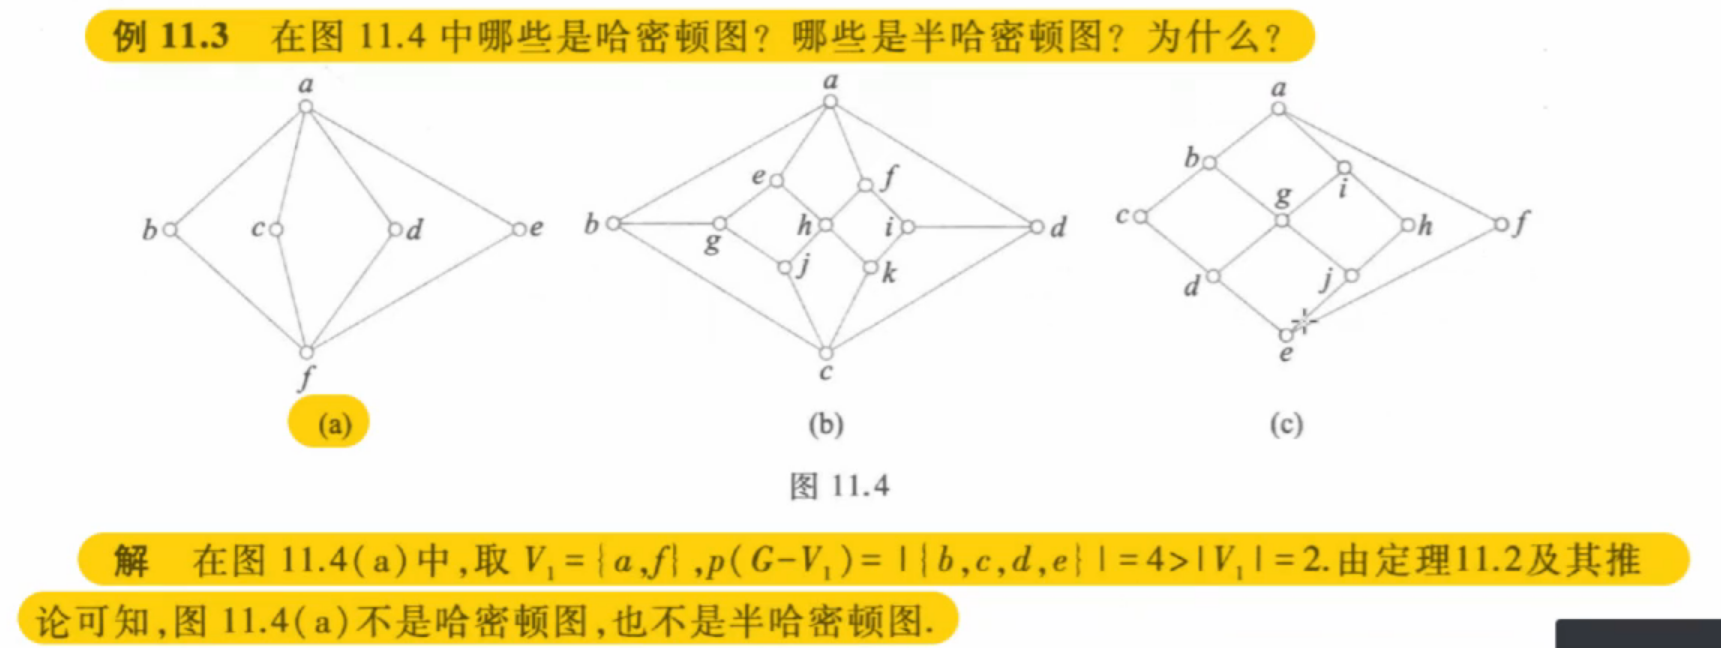 例 11.3 在图 11.4 中哪些是哈密顿图? 哪些是半哈密顿图? 为什么?
a
b
c
d
e
f
(a)
a
e
f
b
g
h
i
d
j
k
c
(b)
a
b
i
g
c
h
f
d
j
e
(c)
图 11.4
解 在图 11.4(a)中,取 V₁={a,f},p(G-V₁)=|{b,c,d,e}|=4>|V₁|=2.由定理11.2及其推
论可知,图 11.4(a)不是哈密顿图,也不是半哈密顿图.